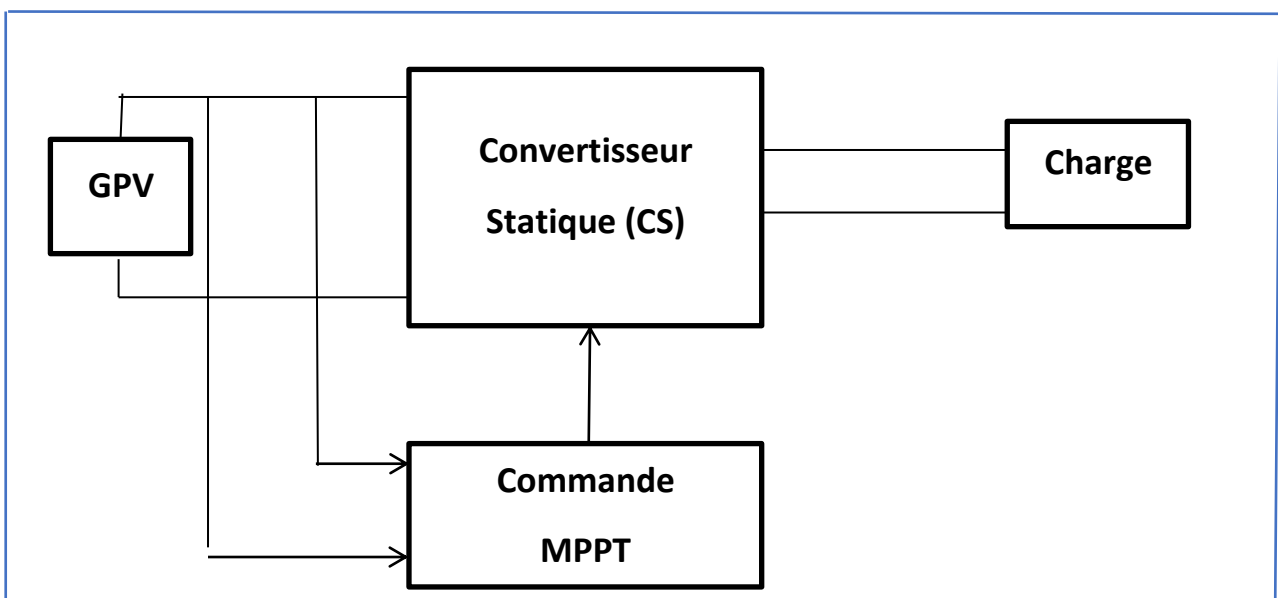 GPV
Convertisseur
Statique (CS)
Charge
Commande
MPPT